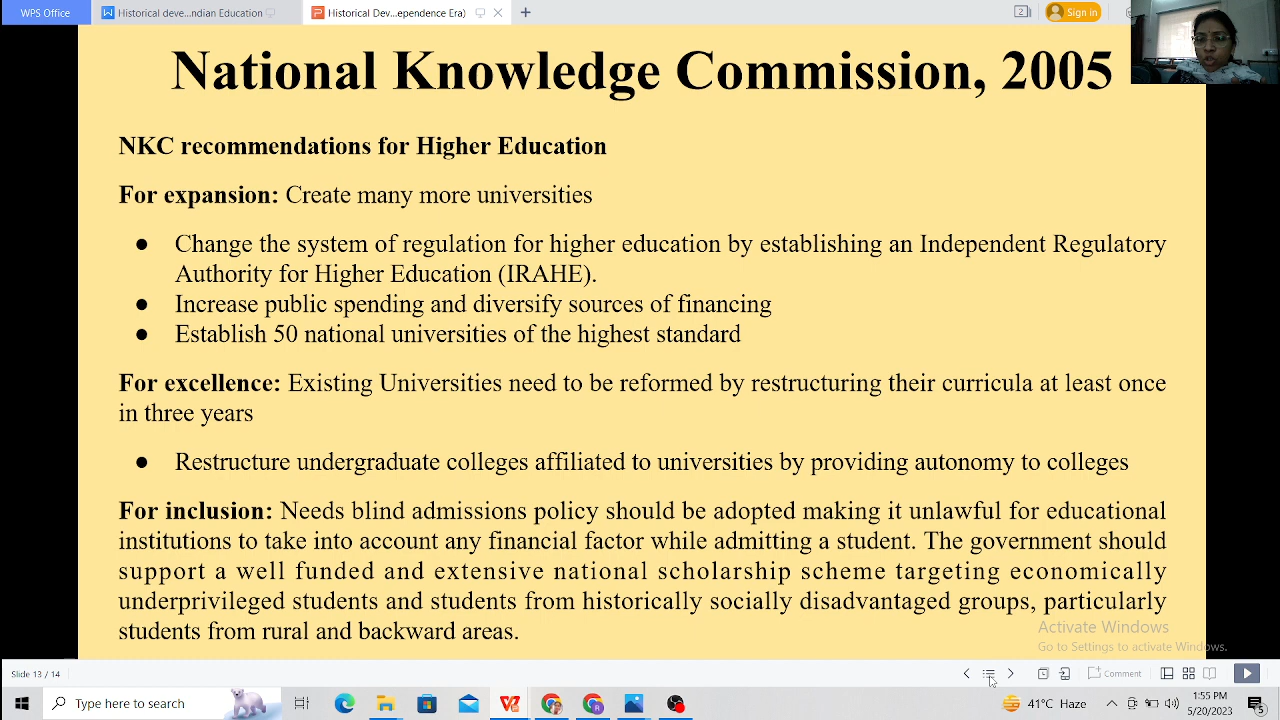 WPS Office
Historical deve...ndian Education
Historical Dev...ependence Era)
+
2
Sign in
National Knowledge Commission, 2005
NKC recommendations for Higher Education
For expansion: Create many more universities
● Change the system of regulation for higher education by establishing an Independent Regulatory
Authority for Higher Education (IRAHE).
● Increase public spending and diversify sources of financing
● Establish 50 national universities of the highest standard
For excellence: Existing Universities need to be reformed by restructuring their curricula at least once
in three years
● Restructure undergraduate colleges affiliated to universities by providing autonomy to colleges
For inclusion: Needs blind admissions policy should be adopted making it unlawful for educational
institutions to take into account any financial factor while admitting a student. The government should
support a well funded and extensive national scholarship scheme targeting economically
underprivileged students and students from historically socially disadvantaged groups, particularly
students from rural and backward areas.
Activate Windows
Go to Settings to activate Windows.
Slide 13 / 14
Comment
Type here to search
41°C Haze
1:55 PM
5/20/2023
5